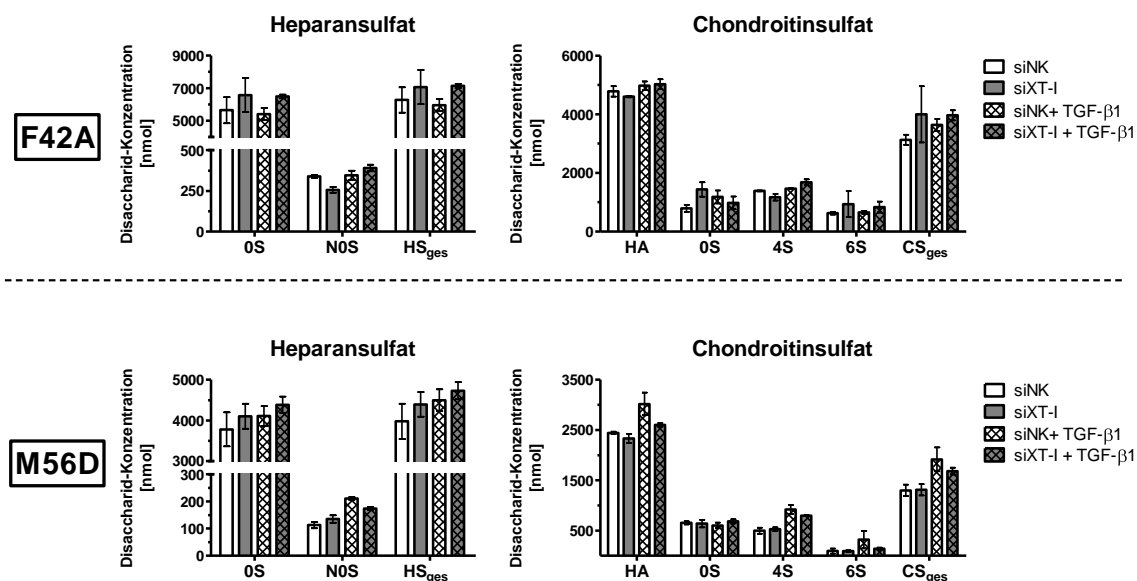 Heparansulfat
Chondroitinsulfat
F42A
Disaccharid-Konzentration
[nmol]
9000
7000
5000
500
250
0
0S N0S HSges
Disaccharid-Konzentration
[nmol]
6000
4000
2000
0
HA 0S 4S 6S CSges
siNK
siXT-I
siNK+ TGF-β1
siXT-I + TGF-β1
Heparansulfat
Chondroitinsulfat
M56D
Disaccharid-Konzentration
[nmol]
5000
4000
3000
200
100
0
0S N0S HSges
Disaccharid-Konzentration
[nmol]
3500
2500
1500
500
HA 0S 4S 6S CSges
siNK
siXT-I
siNK+ TGF-β1
siXT-I + TGF-β1